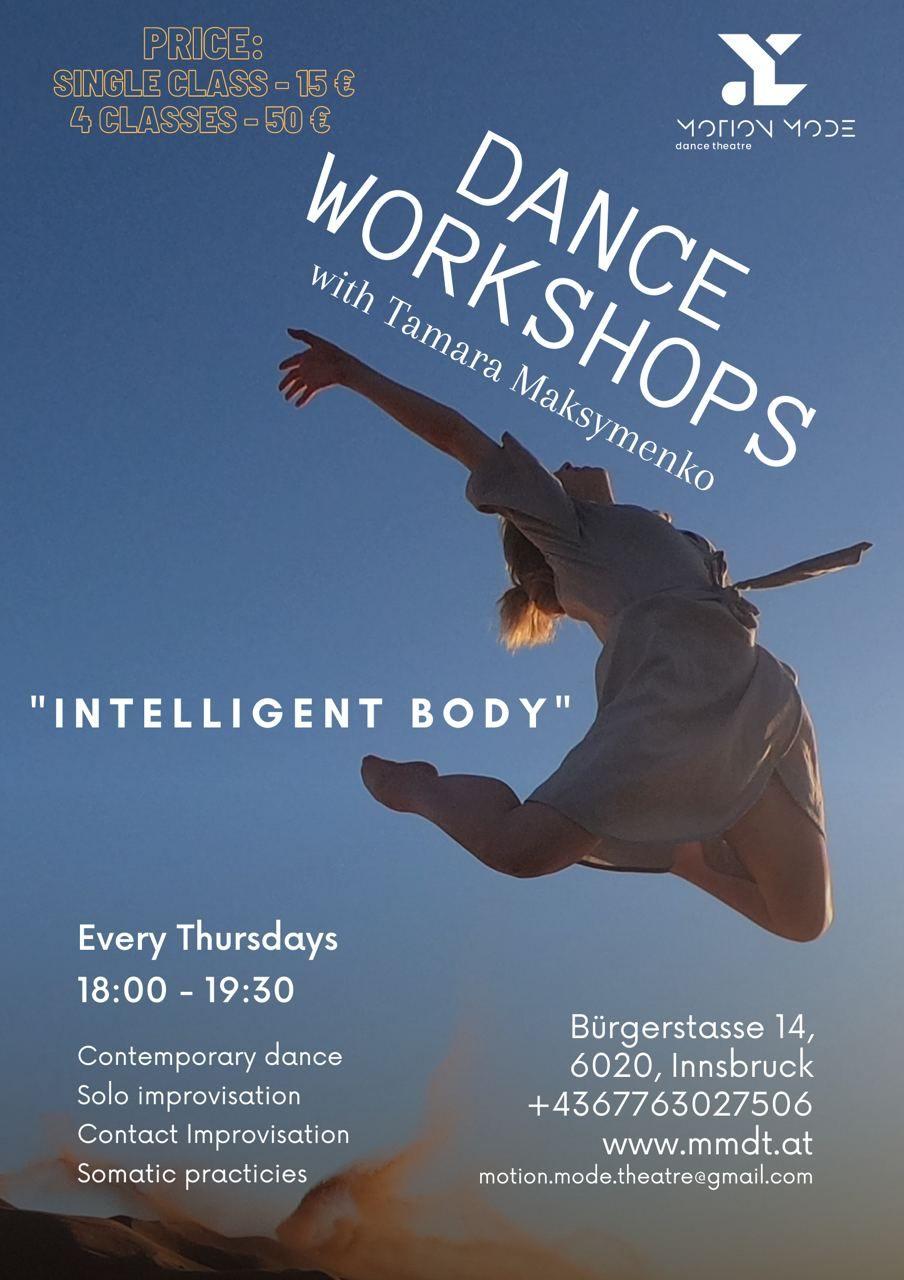 PRICE:
SINGLE CLASS - 15 €
4 CLASSES - 50 €
MOTION MODE
dance theatre
DANCE
WORKSHOPS
with Tamara Maksymenko
"INTELLIGENT BODY"
Every Thursdays
18:00 - 19:30
Contemporary dance
Solo improvisation
Contact Improvisation
Somatic practicies
Bürgerstasse 14,
6020, Innsbruck
+4367763027506
www.mmdt.at
motion.mode.theatre@gmail.com